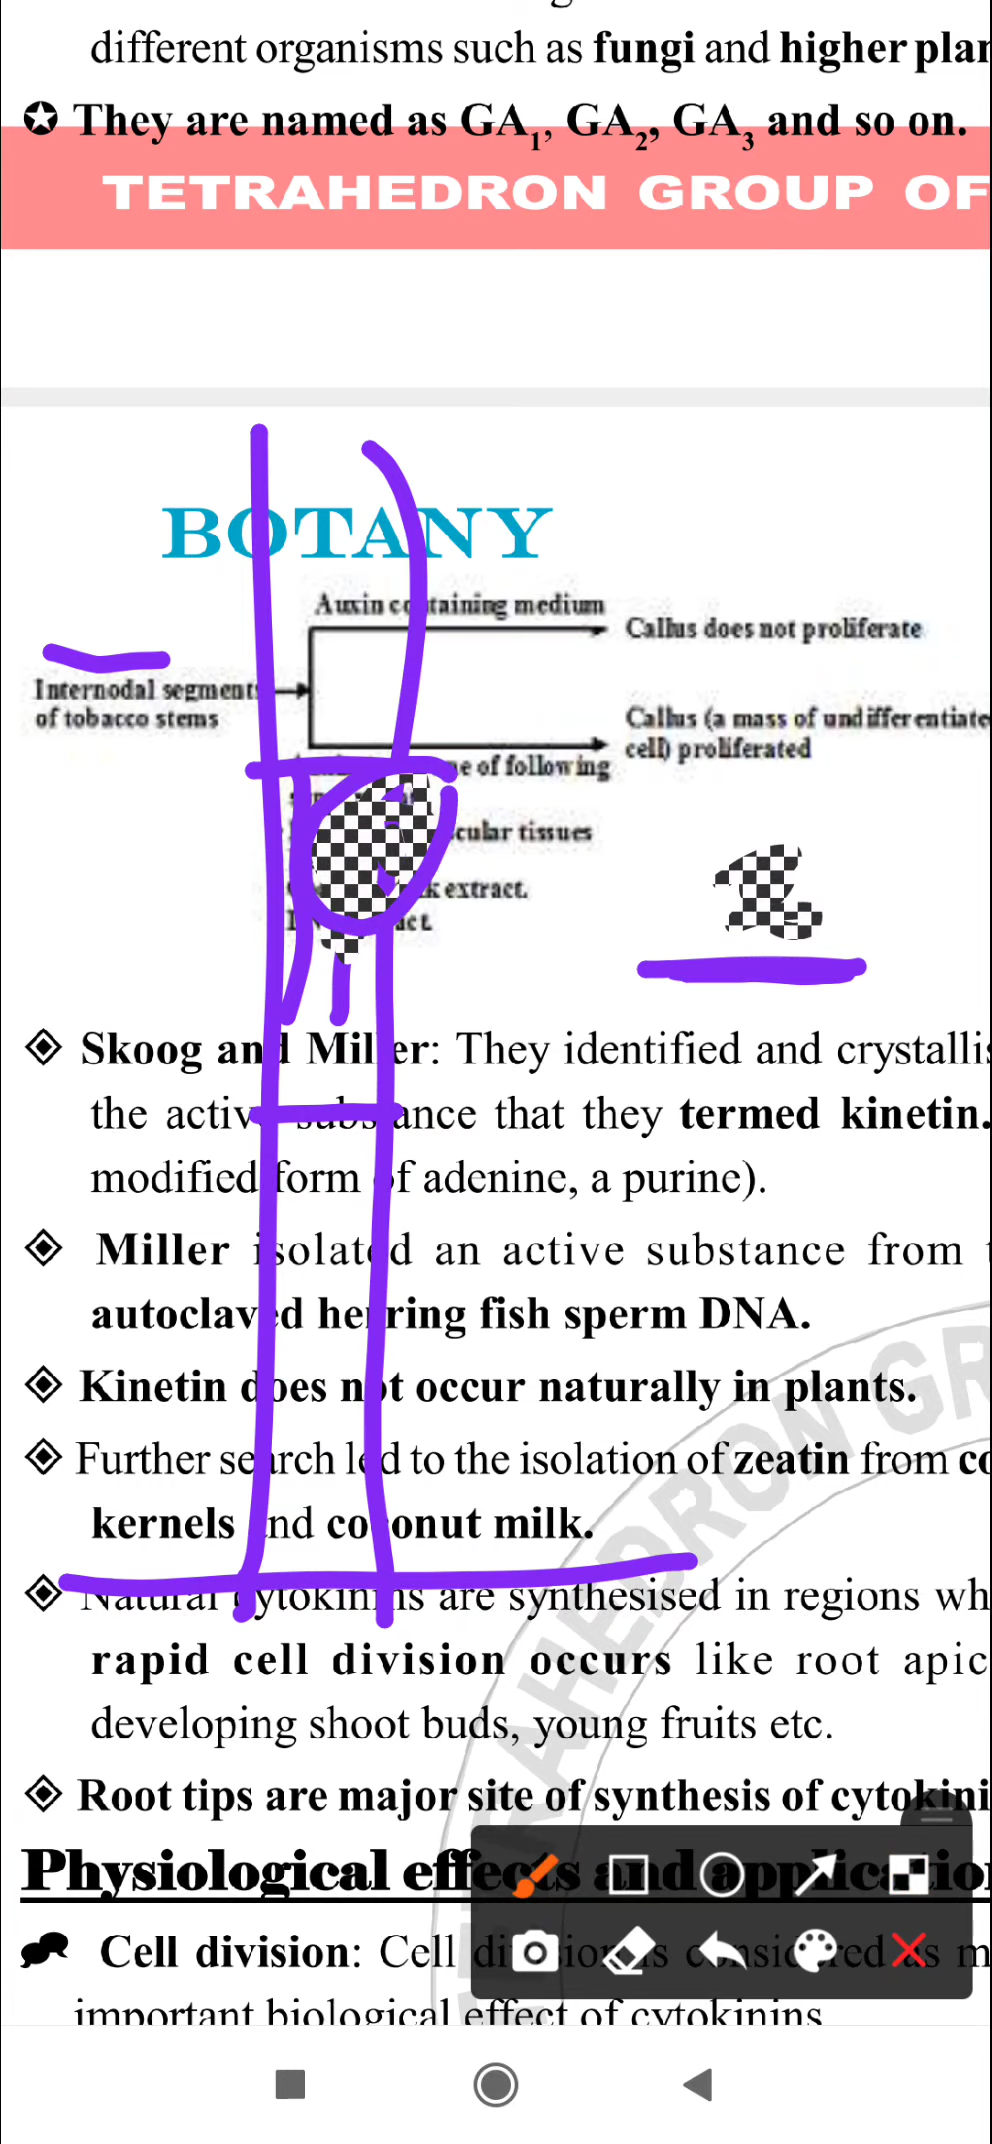 different organisms such as fungi and higher plan
They are named as GA1, GA2, GA3 and so on.
TETRAHEDRON GROUP OF
BOTANY
Auxin containing medium
Callus does not proliferate
Internodal segment
of tobacco stems
Callus (a mass of undifferentiate
cell) proliferated
of following
cular tissues
extract.
Skoog and Miller: They identified and crystallis
the active substance that they termed kinetin.
modified form of adenine, a purine).
Miller isolated an active substance from t
autoclaved herring fish sperm DNA.
Kinetin does not occur naturally in plants.
Further search led to the isolation of zeatin from co
kernels and coconut milk.
Natural cytokinins are synthesised in regions wh
rapid cell division occurs like root apic
developing shoot buds, young fruits etc.
Root tips are major site of synthesis of cytokini
Physiological effects and application
Cell division: Cell division is considered as m
important biological effect of cytokinins